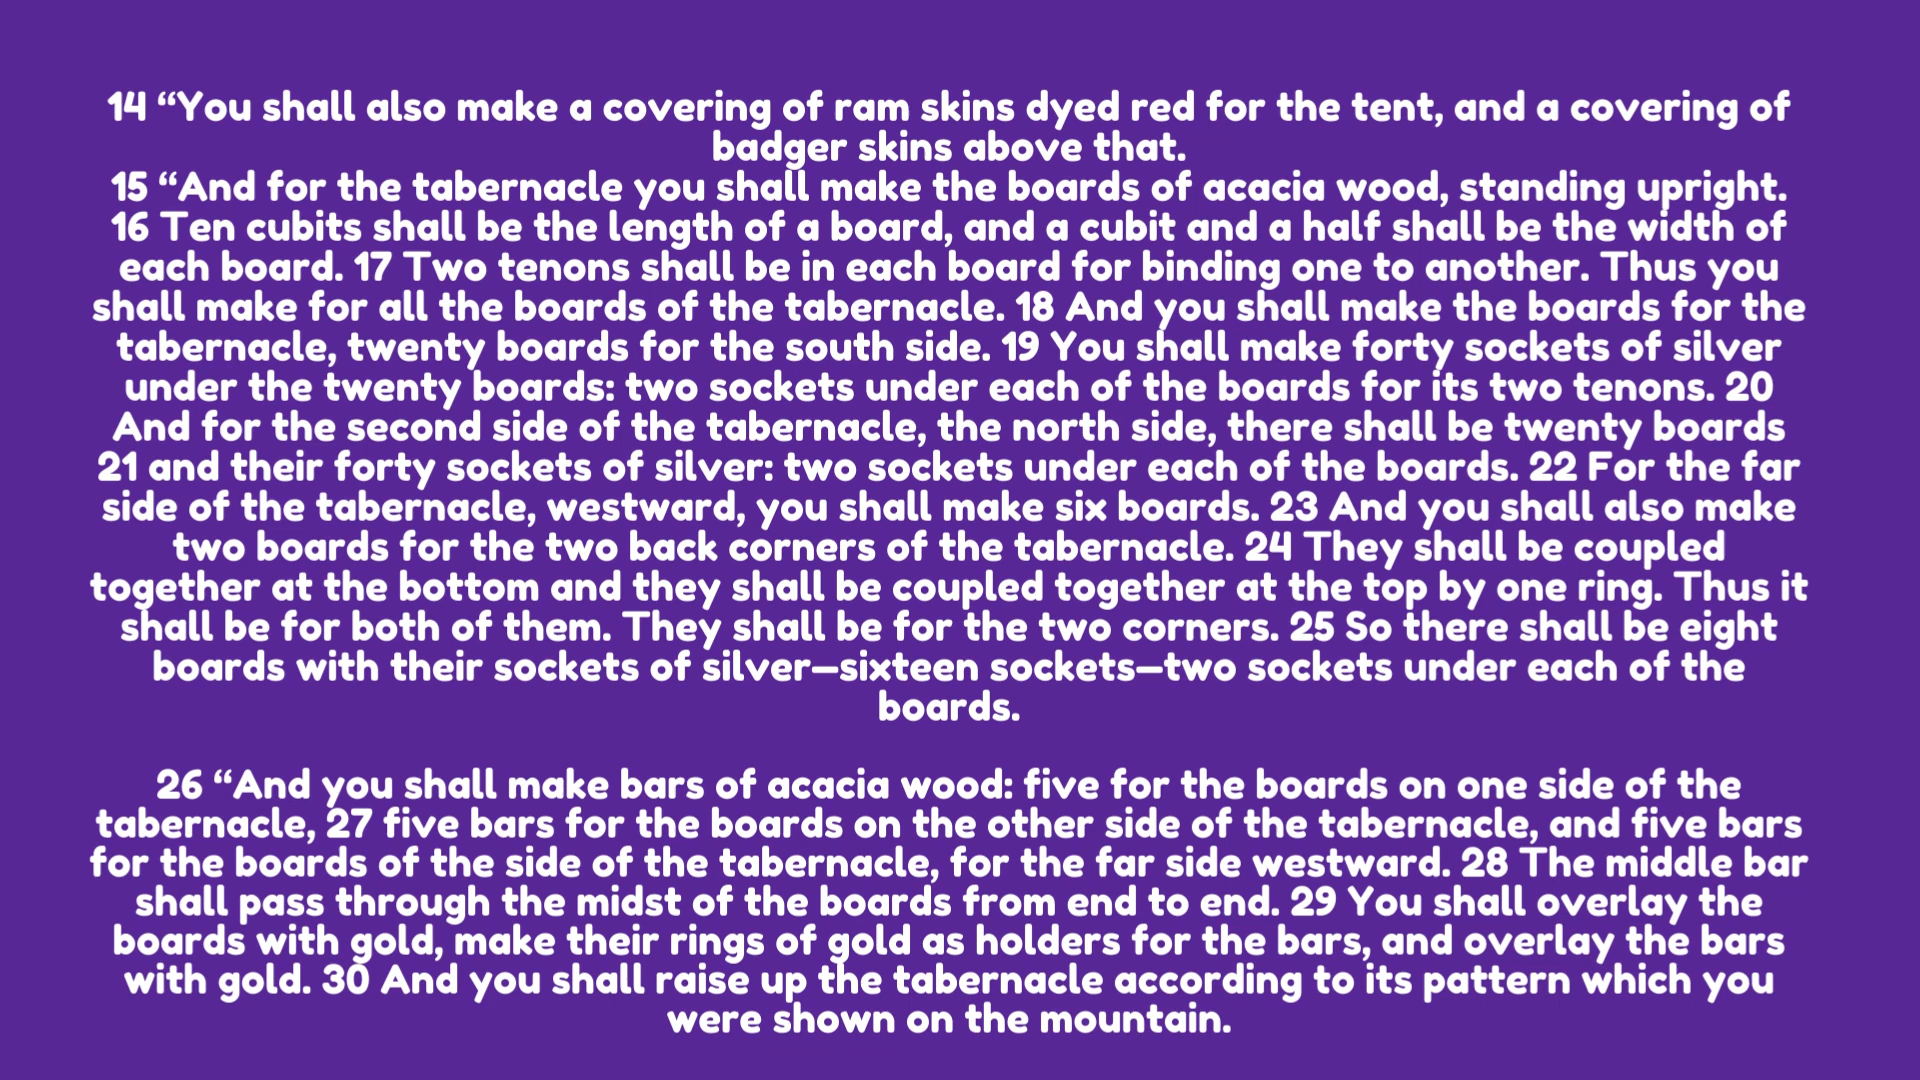 14 “You shall also make a covering of ram skins dyed red for the tent, and a covering of
badger skins above that.
15 “And for the tabernacle you shall make the boards of acacia wood, standing upright.
16 Ten cubits shall be the length of a board, and a cubit and a half shall be the width of
each board. 17 Two tenons shall be in each board for binding one to another. Thus you
shall make for all the boards of the tabernacle. 18 And you shall make the boards for the
tabernacle, twenty boards for the south side. 19 You shall make forty sockets of silver
under the twenty boards: two sockets under each of the boards for its two tenons. 20
And for the second side of the tabernacle, the north side, there shall be twenty boards
21 and their forty sockets of silver: two sockets under each of the boards. 22 For the far
side of the tabernacle, westward, you shall make six boards. 23 And you shall also make
two boards for the two back corners of the tabernacle. 24 They shall be coupled
together at the bottom and they shall be coupled together at the top by one ring. Thus it
shall be for both of them. They shall be for the two corners. 25 So there shall be eight
boards with their sockets of silver—sixteen sockets—two sockets under each of the
boards.
26 “And you shall make bars of acacia wood: five for the boards on one side of the
tabernacle, 27 five bars for the boards on the other side of the tabernacle, and five bars
for the boards of the side of the tabernacle, for the far side westward. 28 The middle bar
shall pass through the midst of the boards from end to end. 29 You shall overlay the
boards with gold, make their rings of gold as holders for the bars, and overlay the bars
with gold. 30 And you shall raise up the tabernacle according to its pattern which you
were shown on the mountain.